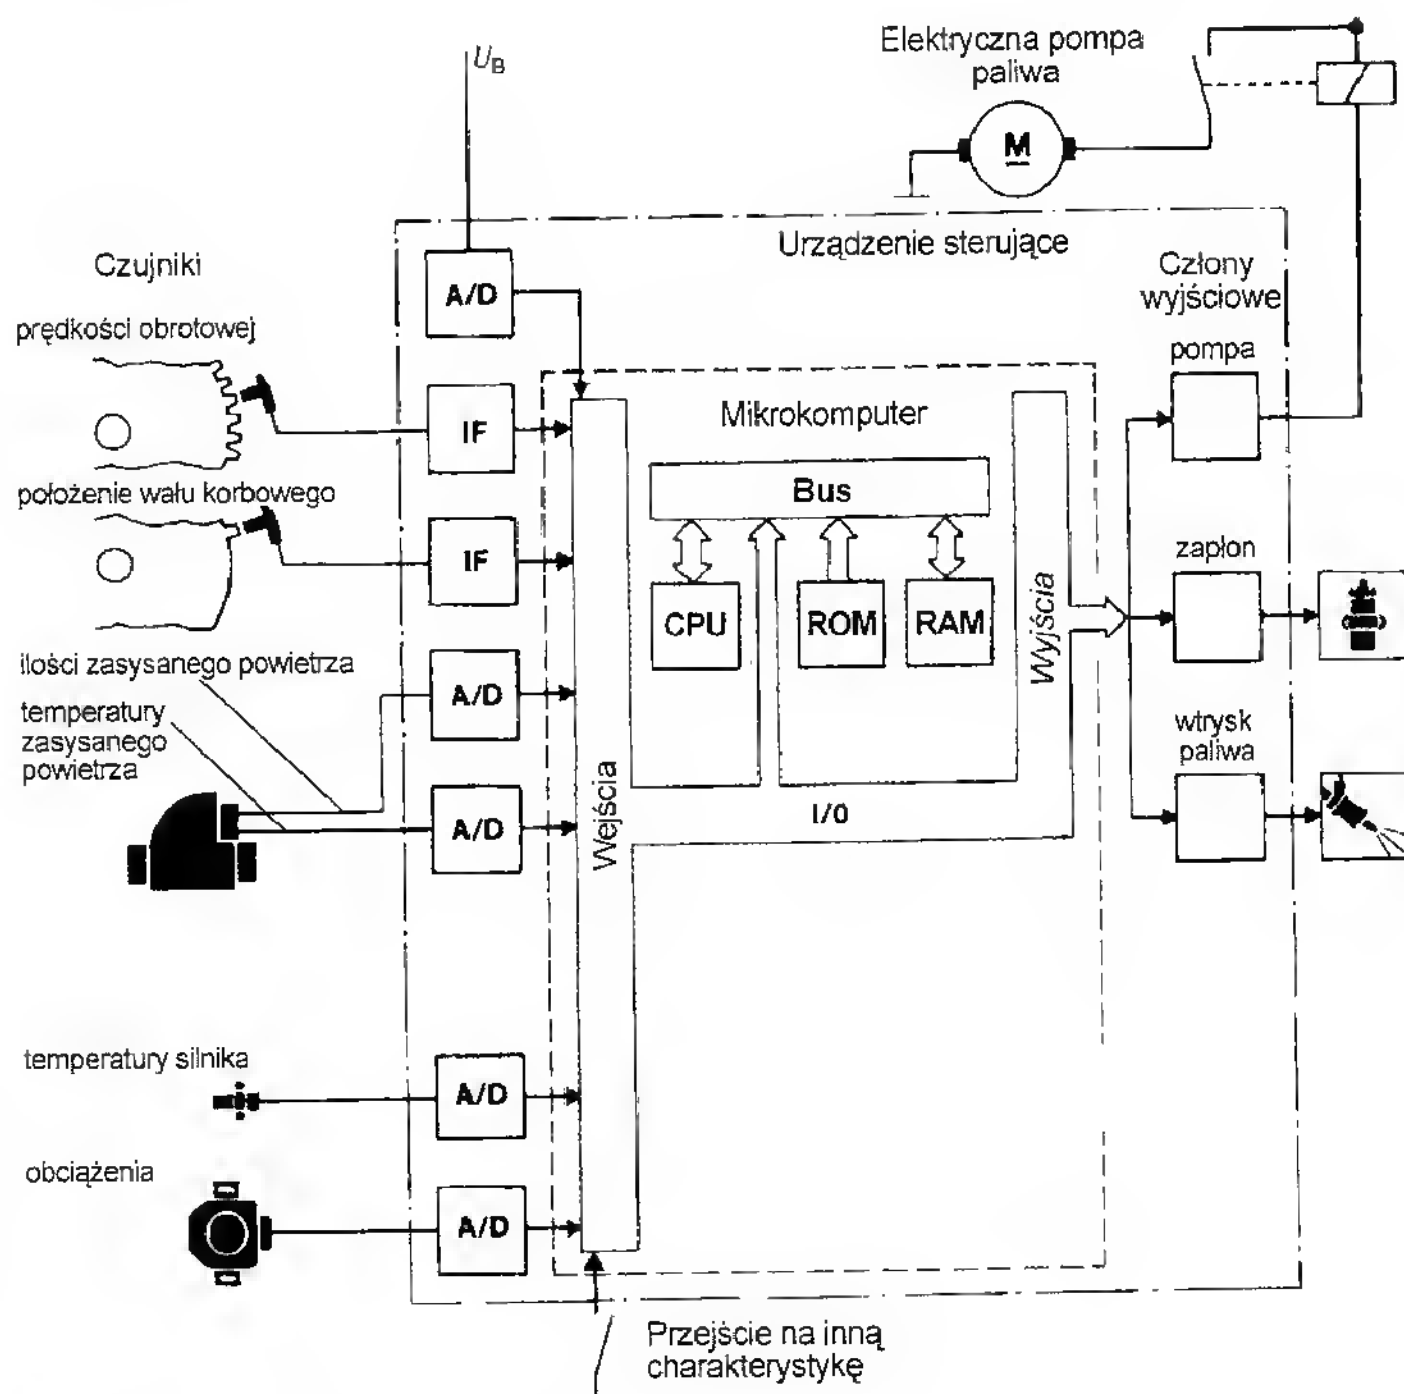 Elektryczna pompa
paliwa
M
U_B
Urządzenie sterujące
Czujniki
A/D
Człony
wyjściowe
prędkości obrotowej
pompa
IF
Mikrokomputer
Bus
położenie wału korbowego
IF
zapłon
CPU
ROM
RAM
Wyjścia
ilości zasysanego powietrza
A/D
temperatury
zasysanego
powietrza
wtrysk
paliwa
A/D
Wejścia
I/0
temperatury silnika
A/D
obciążenia
A/D
Przejście na inną
charakterystykę